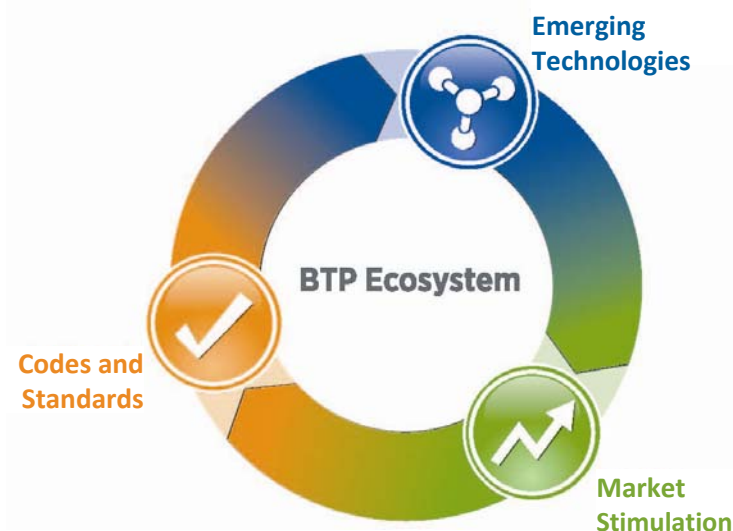 Emerging
Technologies
BTP Ecosystem
Codes and
Standards
Market
Stimulation